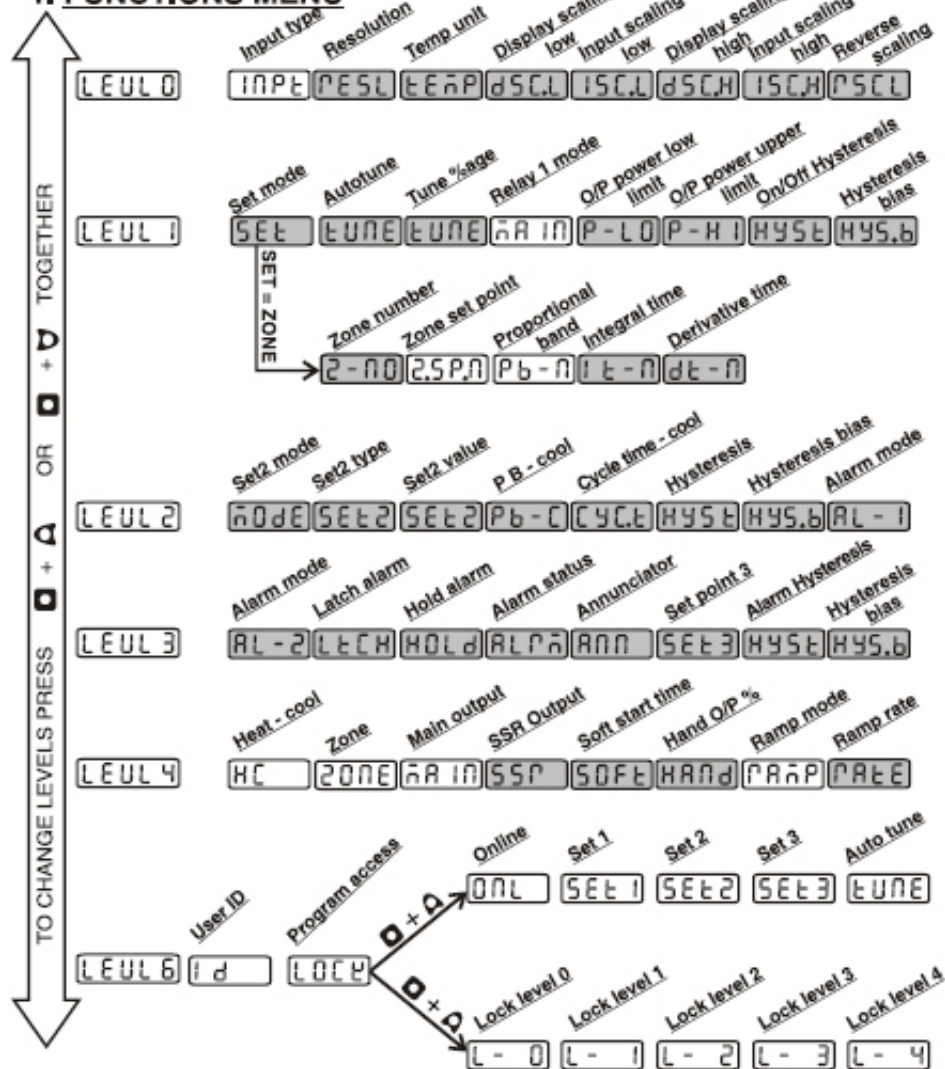 FUNCTIONS MENU
Input type Resolution Temp unit Display scaling low Input scaling low Display scaling high Input scaling high Reverse scaling
LEVL 0 INPt rESL tEmP dSC.L ISC.L dSC.H ISC.H rSCL
Set mode Autotune Tune %age Relay 1 mode O/P power low limit O/P power upper limit On/Off Hysteresis Hysteresis bias
LEVL 1 SEt tUNE tUNE mAIN P-LO P-HI HYSt HYS.b
SET = ZONE
Zone number Zone set point Proportional band Integral time Derivative time
Z-NO Z.SP.N Pb-N It-N dt-N
Set2 mode Set2 type Set2 value P B - cool Cycle time - cool Hysteresis Hysteresis bias Alarm mode
LEVL 2 mOdE SEt2 SEt2 Pb-C CYC.t HYSt HYS.b AL-1
Alarm mode Latch alarm Hold alarm Alarm status Annunciator Set point 3 Alarm Hysteresis Hysteresis bias
LEVL 3 AL-2 LtCH HOLd ALrm ANN SEt3 HYSt HYS.b
Heat - cool Zone Main output SSR Output Soft start time Hand O/P % Ramp mode Ramp rate
LEVL 4 HC ZONE mAIN SSr SOFt HANd rAmP rAtE
Online Set 1 Set 2 Set 3 Auto tune
ONL SEt1 SEt2 SEt3 tUNE
User ID Program access
LEVL 6 Id LOCK
+
+
Lock level 0 Lock level 1 Lock level 2 Lock level 3 Lock level 4
L- 0 L- 1 L- 2 L- 3 L- 4
TO CHANGE LEVELS PRESS + OR + TOGETHER